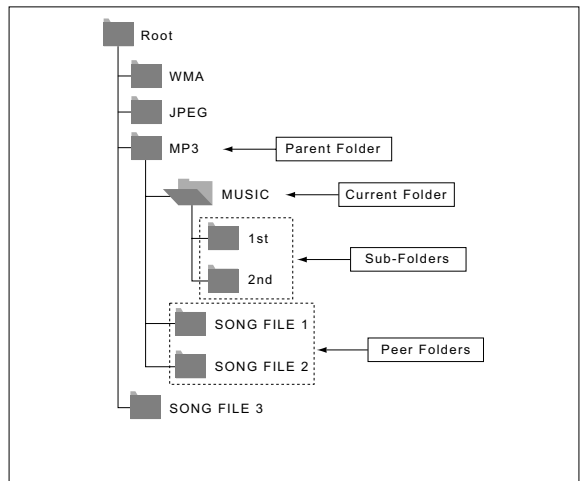 Root
WMA
JPEG
MP3
Parent Folder
MUSIC
Current Folder
1st
Sub-Folders
2nd
SONG FILE 1
Peer Folders
SONG FILE 2
SONG FILE 3